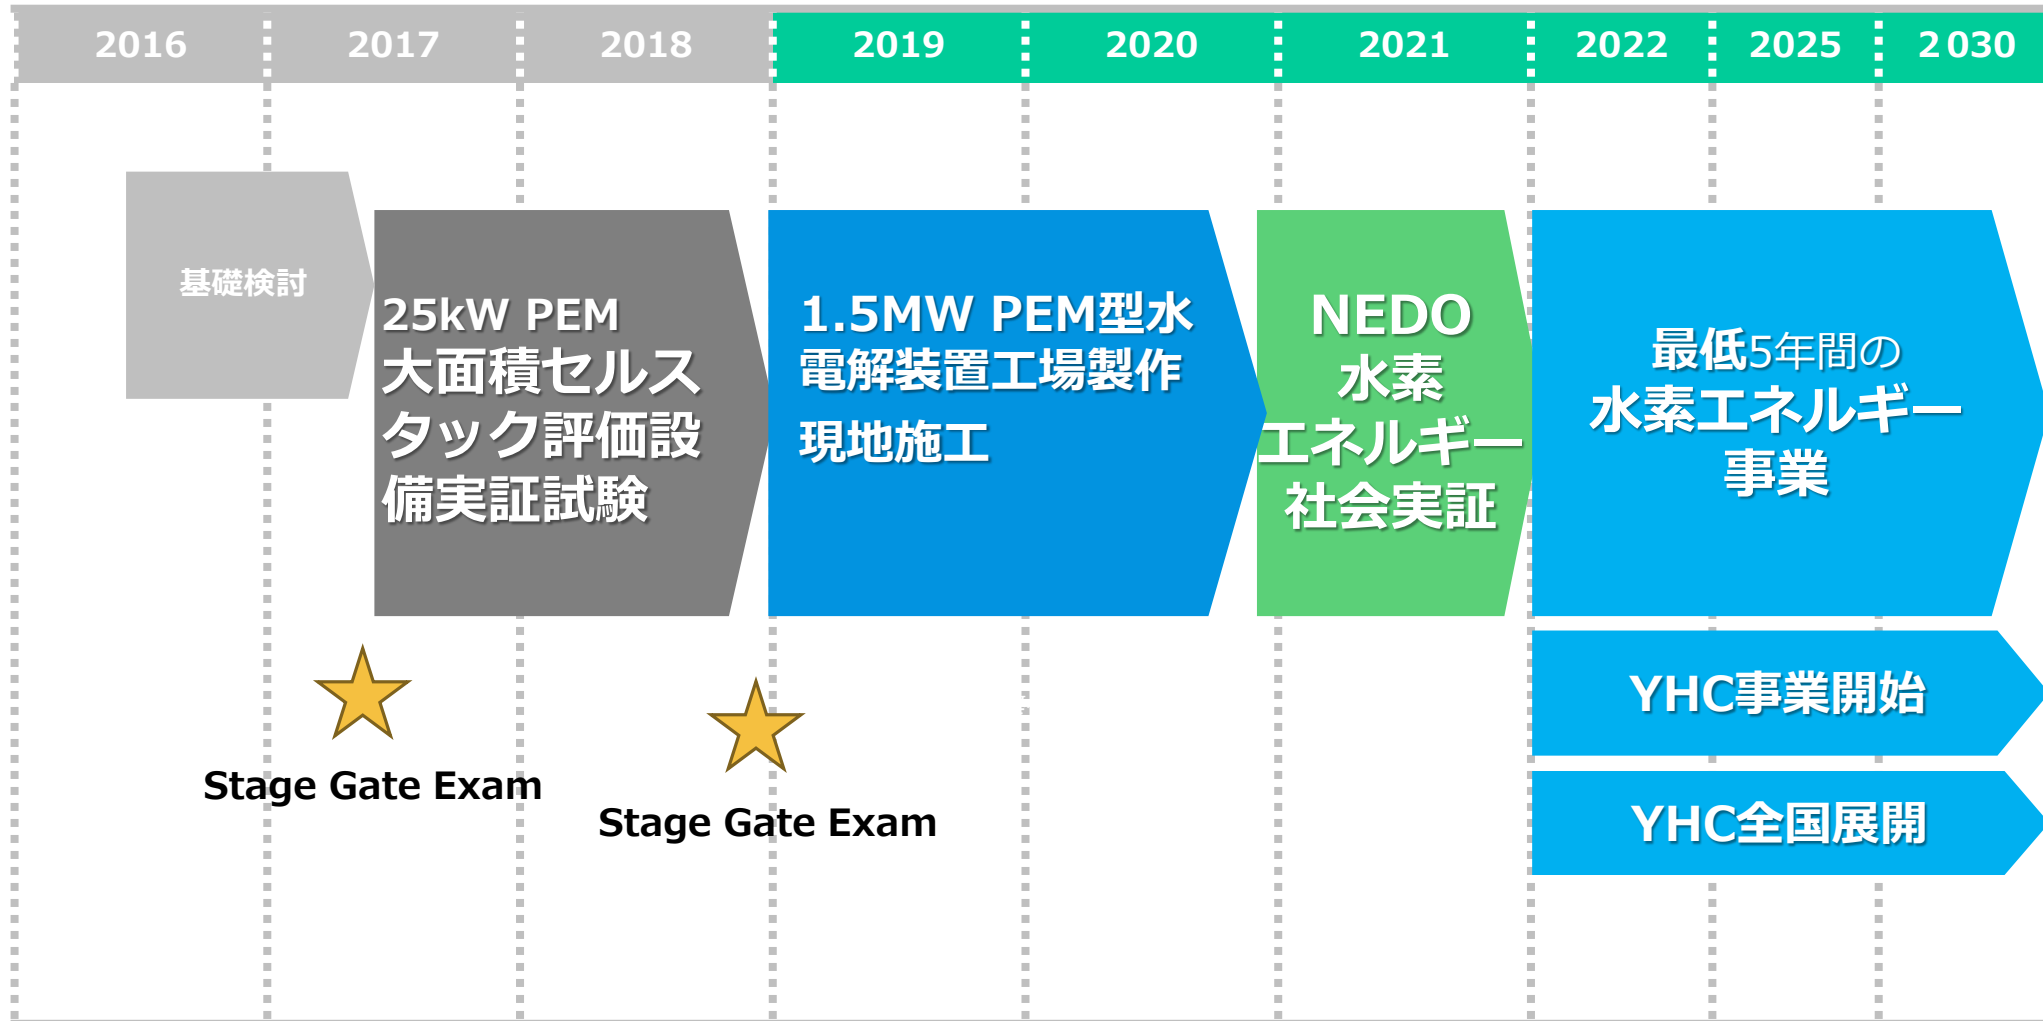 2016 2017 2018 2019 2020 2021 2022 2025 2030
基礎検討
25kW PEM
大面積セルス
タック評価設
備実証試験
1.5MW PEM型水
電解装置工場製作
現地施工
NEDO
水素
エネルギー
社会実証
最低5年間の
水素エネルギー
事業
YHC事業開始
YHC全国展開
Stage Gate Exam
Stage Gate Exam